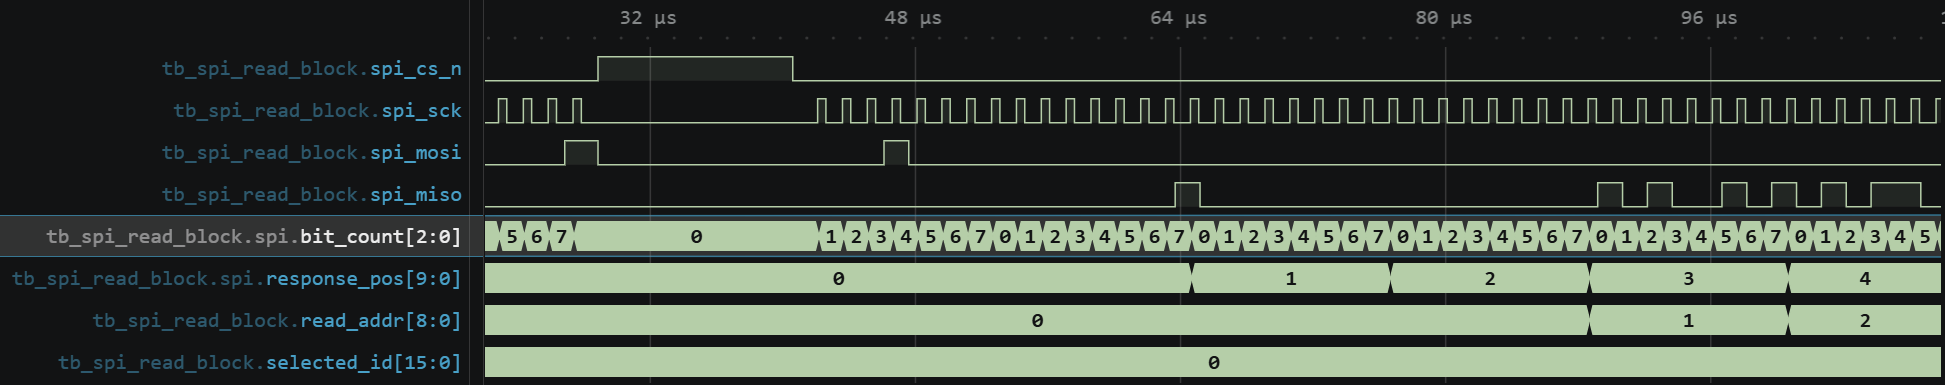 32 µs 48 µs 64 µs 80 µs 96 µs
tb_spi_read_block.spi_cs_n
tb_spi_read_block.spi_sck
tb_spi_read_block.spi_mosi
tb_spi_read_block.spi_miso
tb_spi_read_block.spi.bit_count[2:0] 5 6 7 0 1 2 3 4 5 6 7 0 1 2 3 4 5 6 7 0 1 2 3 4 5 6 7 0 1 2 3 4 5 6 7 0 1 2 3 4 5 6 7 0 1 2 3 4 5
tb_spi_read_block.spi.response_pos[9:0] 0 1 2 3 4
tb_spi_read_block.read_addr[8:0] 0 1 2
tb_spi_read_block.selected_id[15:0] 0